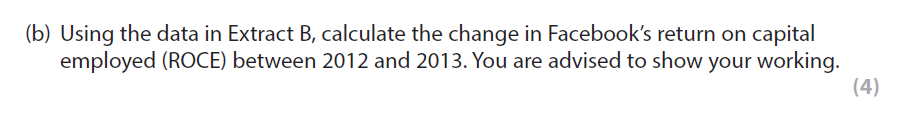 (b) Using the data in Extract B, calculate the change in Facebook’s return on capital
employed (ROCE) between 2012 and 2013. You are advised to show your working.
(4)